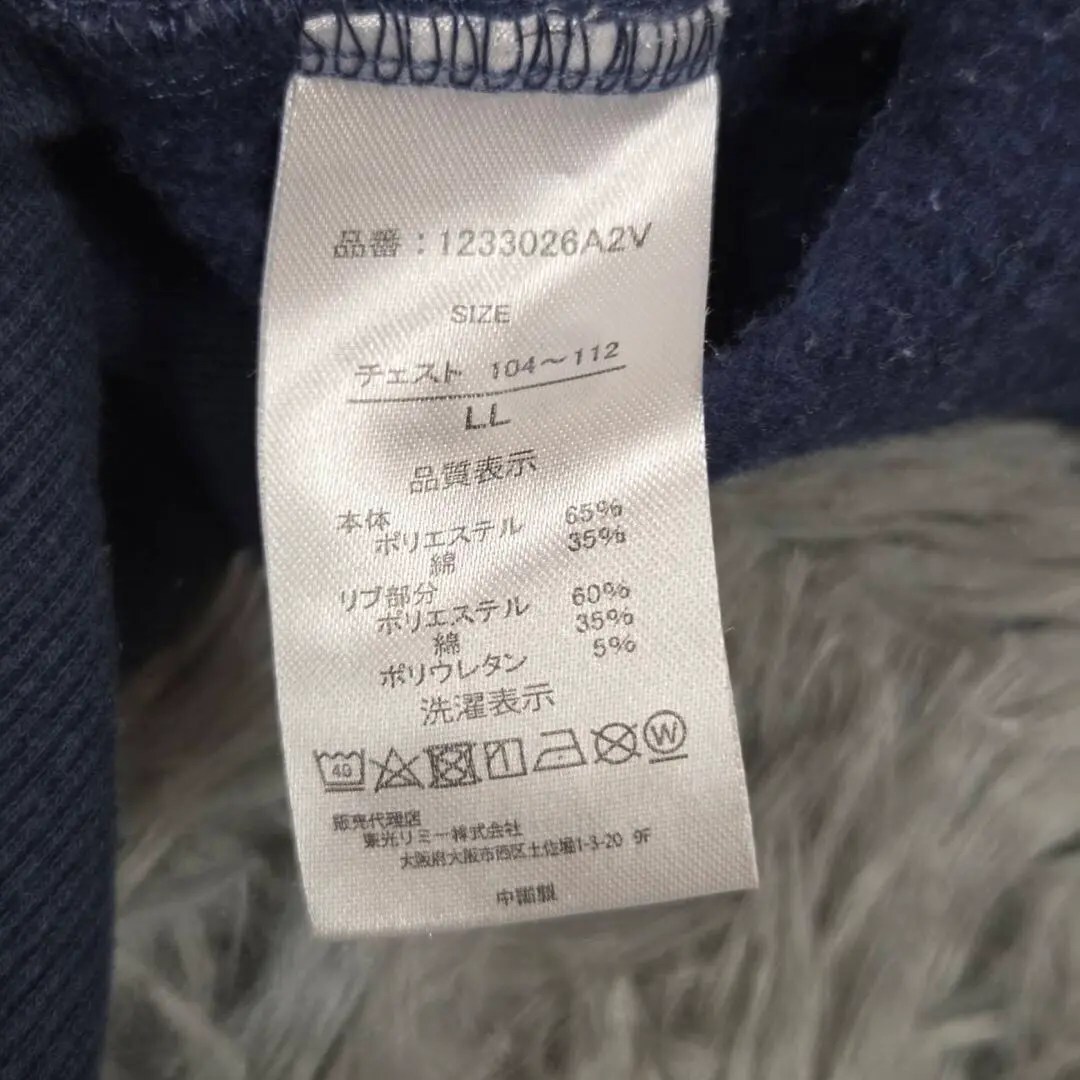 品番：1233026A2V
SIZE
チェスト 104～112
LL
品質表示
本体
ポリエステル 65%
綿 35%
リブ部分
ポリエステル 60%
綿 35%
ポリウレタン 5%
洗濯表示
40 W
販売代理店
東光リミー株式会社
大阪府大阪市西区土佐堀1-3-20 9F
中国製